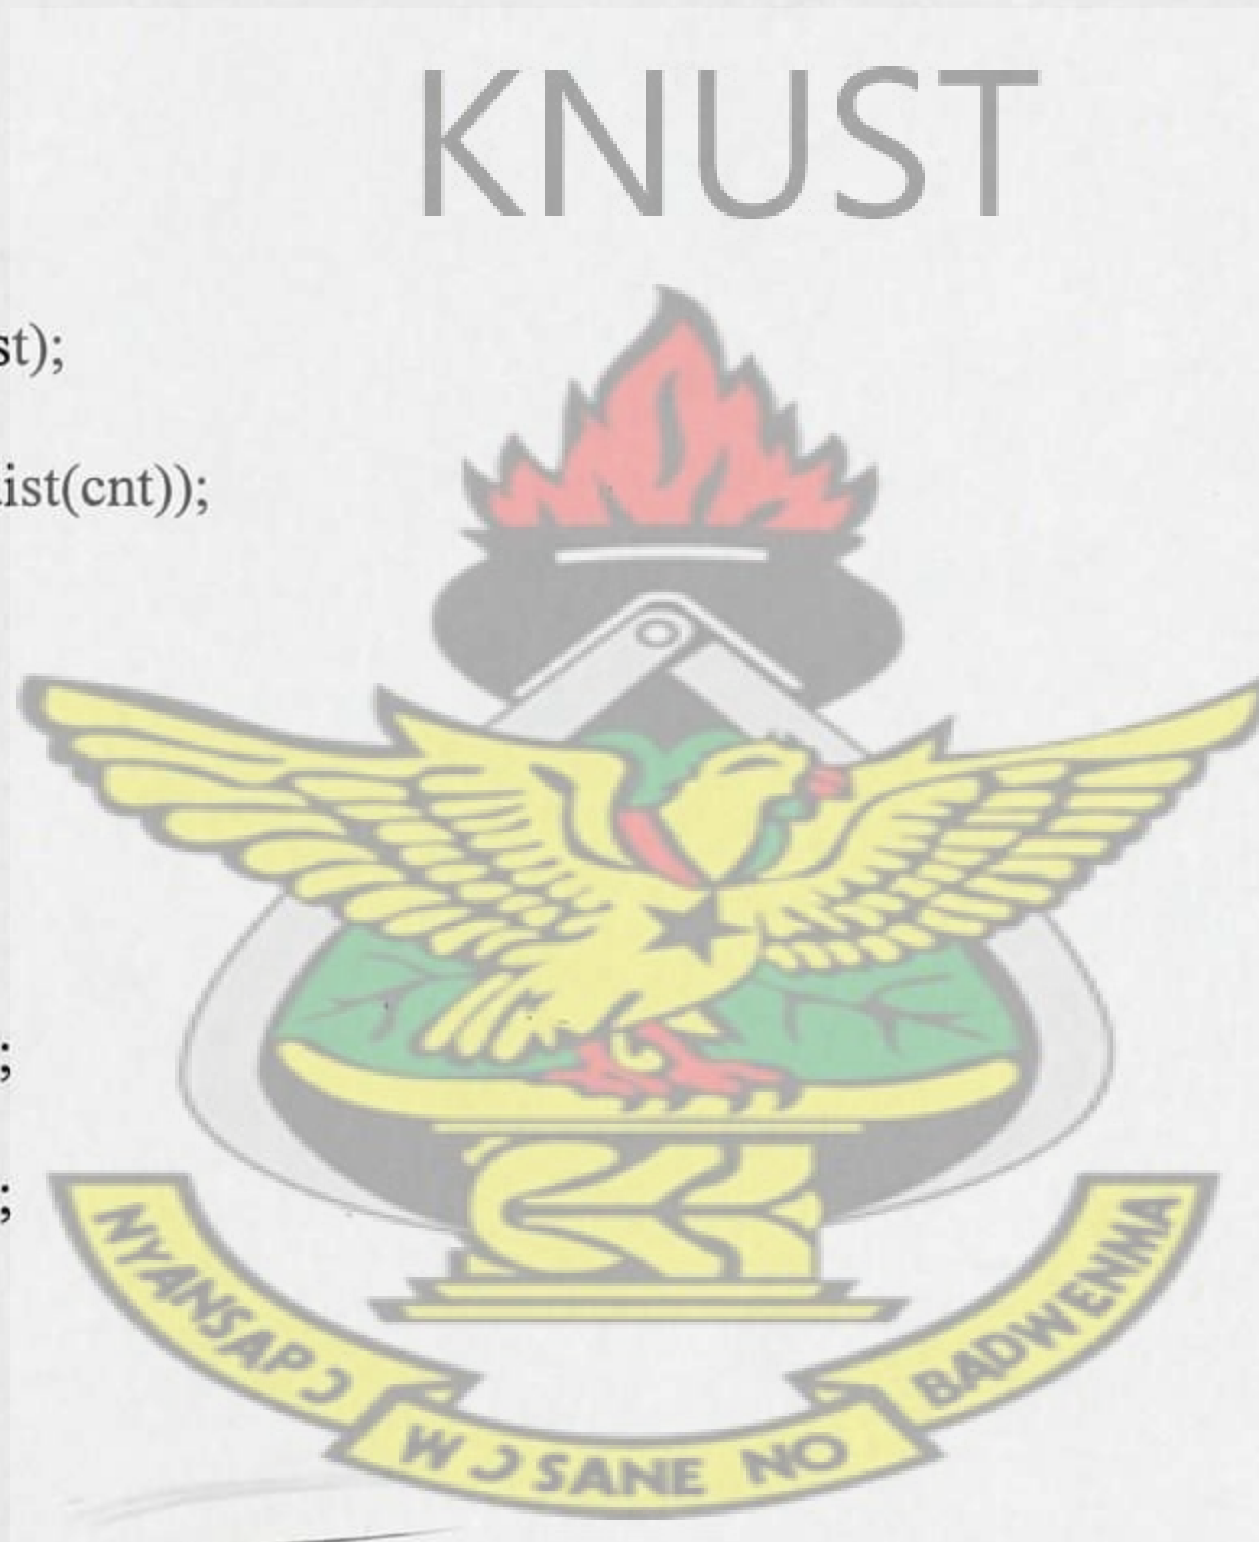 KNUST
st);
ist(cnt));
;
;
NYANSAPƆ
WƆSANE NO
BADWENMA